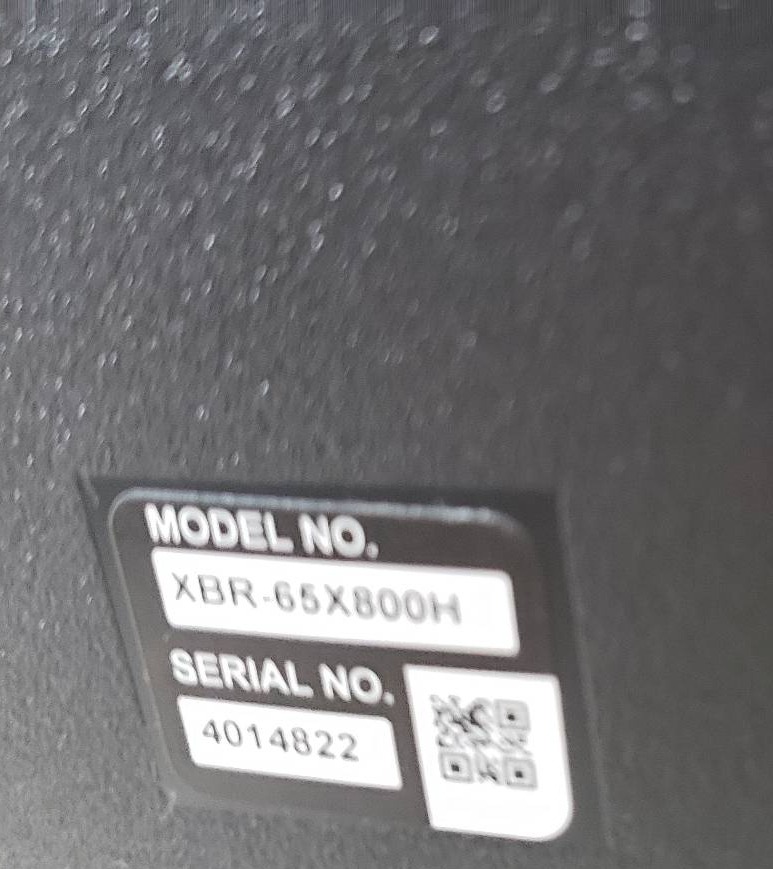 MODEL NO.
XBR-65X800H
SERIAL NO.
4014822